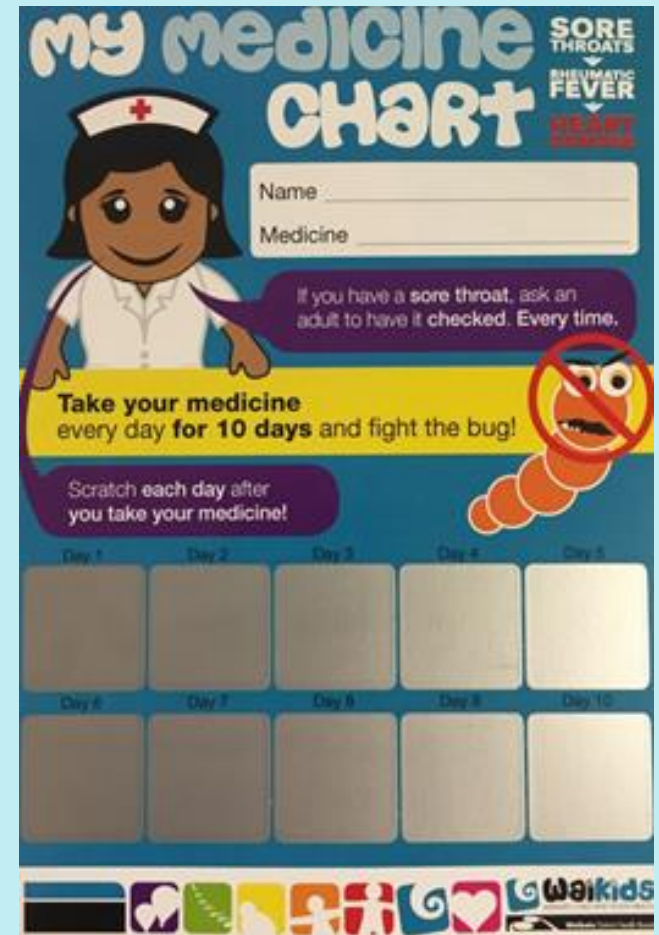 my medicine
CHART
SORE
THROATS
RHEUMATIC
FEVER
HEART
Name
Medicine
If you have a sore throat, ask an
adult to have it checked. Every time.
Take your medicine
every day for 10 days and fight the bug!
Scratch each day after
you take your medicine!
Day 1 Day 2 Day 3 Day 4 Day 5
Day 6 Day 7 Day 8 Day 9 Day 10
waikids